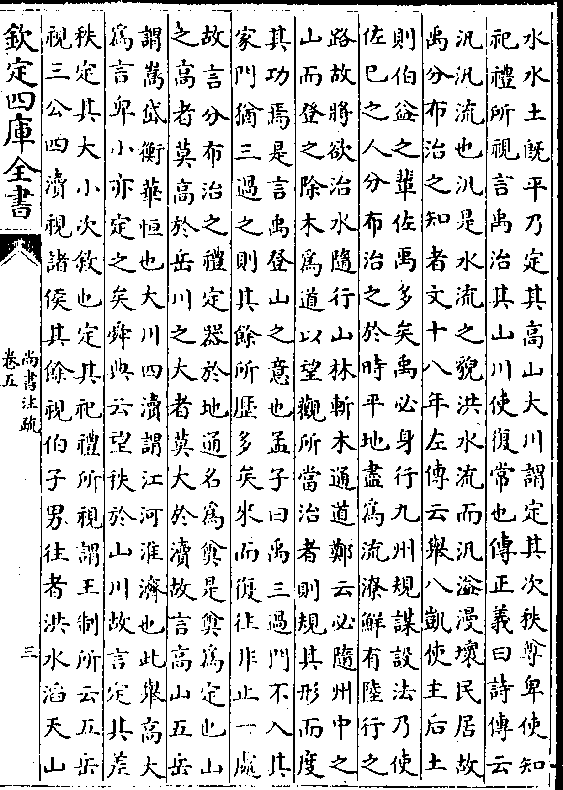 水水土既平乃定其高山大川謂定其次秩尊卑使知
祀禮所視言禹治其山川使復常也傳正義曰詩傳云
汎汎流也汎是水流之貌洪水流而汎溢漫壞民居故
禹分布治之知者文十八年左傳云舉八凱使主后土
則伯益之輩佐禹多矣禹必身行九州規謀設法乃使
佐已之人分布治之於時平地盡為流潦鮮有陸行之
路故將欲治水隨行山林斬木通道鄭云必隨州中之
山而登之除木為道以望觀所當治者則規其形而度
其功焉是言禹登山之意也孟子曰禹三過門不入其
家門猶三過之則其餘所歷多矣來而復往非止一處
故言分布治之禮定器於地通名為奠是奠為定也山
之高者莫高於岳川之大者莫大於瀆故言高山五岳
謂嵩岱衡華恒也大川四瀆謂江河淮濟也此舉高大
為言卑小亦定之矣舜典云望秩於山川故言定其差
秩定其大小次敘也定其祀禮所視謂王制所云五岳
視三公四瀆視諸侯其餘視伯子男往者洪水滔天山
欽定四庫全書
尚書注疏
卷五
三